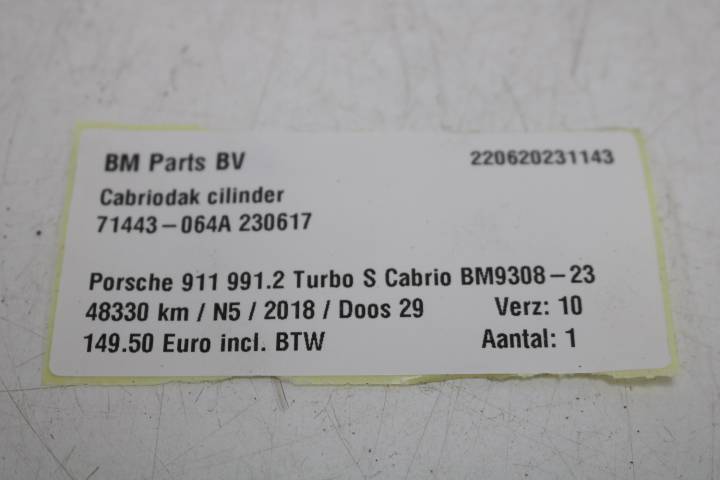 BM Parts BV 220620231143
Cabriodak cilinder
71443-064A 230617
Porsche 911 991.2 Turbo S Cabrio BM9308-23
48330 km / N5 / 2018 / Doos 29 Verz: 10
149.50 Euro incl. BTW Aantal: 1